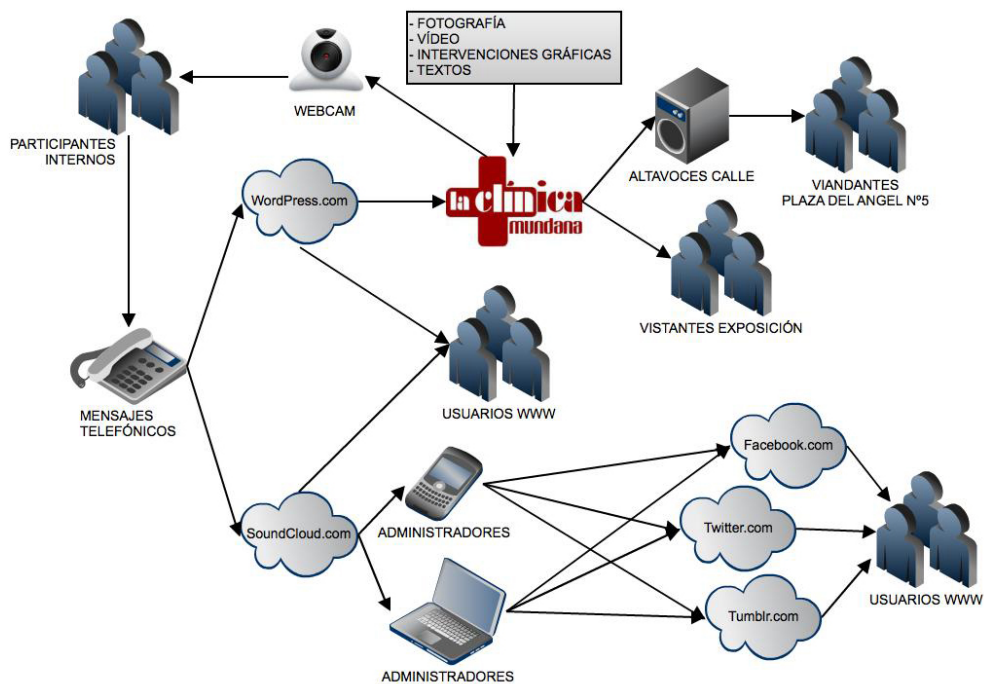 - FOTOGRAFÍA
- VÍDEO
- INTERVENCIONES GRÁFICAS
- TEXTOS
WEBCAM
PARTICIPANTES
INTERNOS
ALTAVOCES CALLE
VIANDANTES
PLAZA DEL ANGEL Nº5
WordPress.com
la clínica
mundana
VISTANTES EXPOSICIÓN
MENSAJES
TELEFÓNICOS
USUARIOS WWW
Facebook.com
SoundCloud.com
ADMINISTRADORES
Twitter.com
USUARIOS WWW
Tumblr.com
ADMINISTRADORES